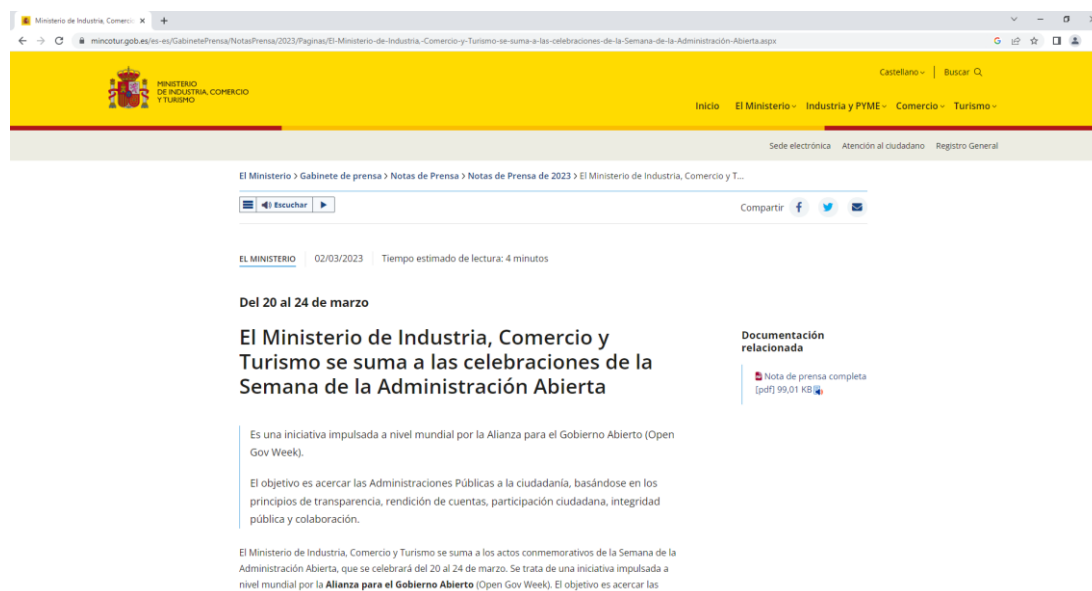 Ministerio de Industria, Comerci
mincotur.gob.es/es-es/GabinetePrensa/NotasPrensa/2023/Paginas/El-Ministerio-de-Industria,-Comercio-y-Turismo-se-suma-a-las-celebraciones-de-la-Semana-de-la-Administración-Abierta.aspx
MINISTERIO
DE INDUSTRIA, COMERCIO
Y TURISMO
Castellano
Buscar
Inicio El Ministerio Industria y PYME Comercio Turismo
Sede electrónica Atención al ciudadano Registro General
El Ministerio > Gabinete de prensa > Notas de Prensa > Notas de Prensa de 2023 > El Ministerio de Industria, Comercio y T...
Escuchar
Compartir
EL MINISTERIO 02/03/2023 Tiempo estimado de lectura: 4 minutos
Del 20 al 24 de marzo
El Ministerio de Industria, Comercio y
Turismo se suma a las celebraciones de la
Semana de la Administración Abierta
Documentación
relacionada
Nota de prensa completa
[pdf] 99,01 KB
Es una iniciativa impulsada a nivel mundial por la Alianza para el Gobierno Abierto (Open
Gov Week).
El objetivo es acercar las Administraciones Públicas a la ciudadanía, basándose en los
principios de transparencia, rendición de cuentas, participación ciudadana, integridad
pública y colaboración.
El Ministerio de Industria, Comercio y Turismo se suma a los actos conmemorativos de la Semana de la
Administración Abierta, que se celebrará del 20 al 24 de marzo. Se trata de una iniciativa impulsada a
nivel mundial por la Alianza para el Gobierno Abierto (Open Gov Week). El objetivo es acercar las